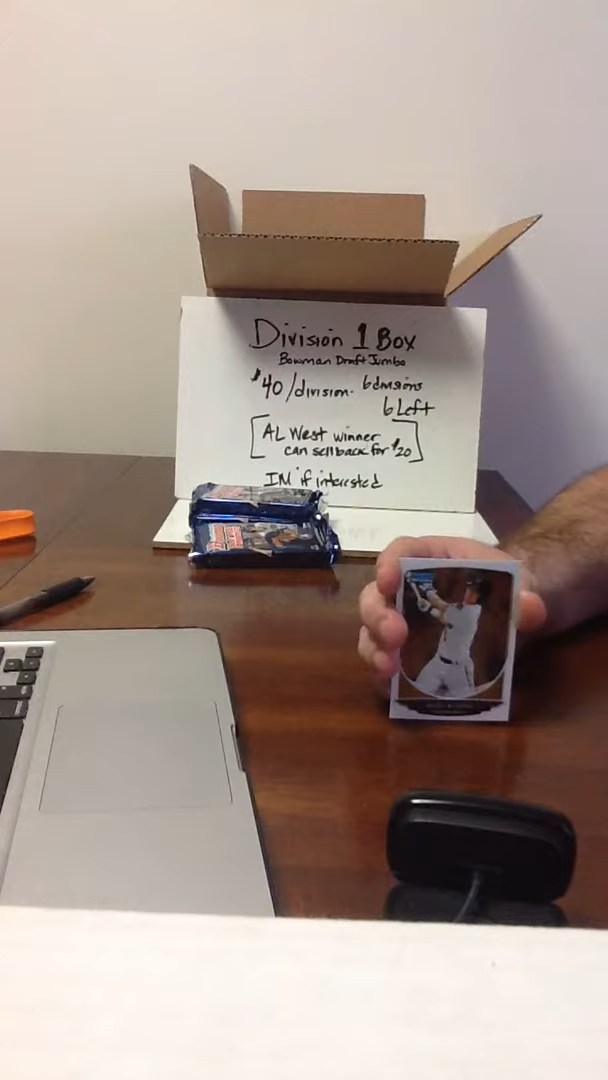 Division 1 Box
Bowman Draft Jumbo
$40/division- 6 divisions
6 Left
[AL West winner
can sell back for $20]
IM if interested